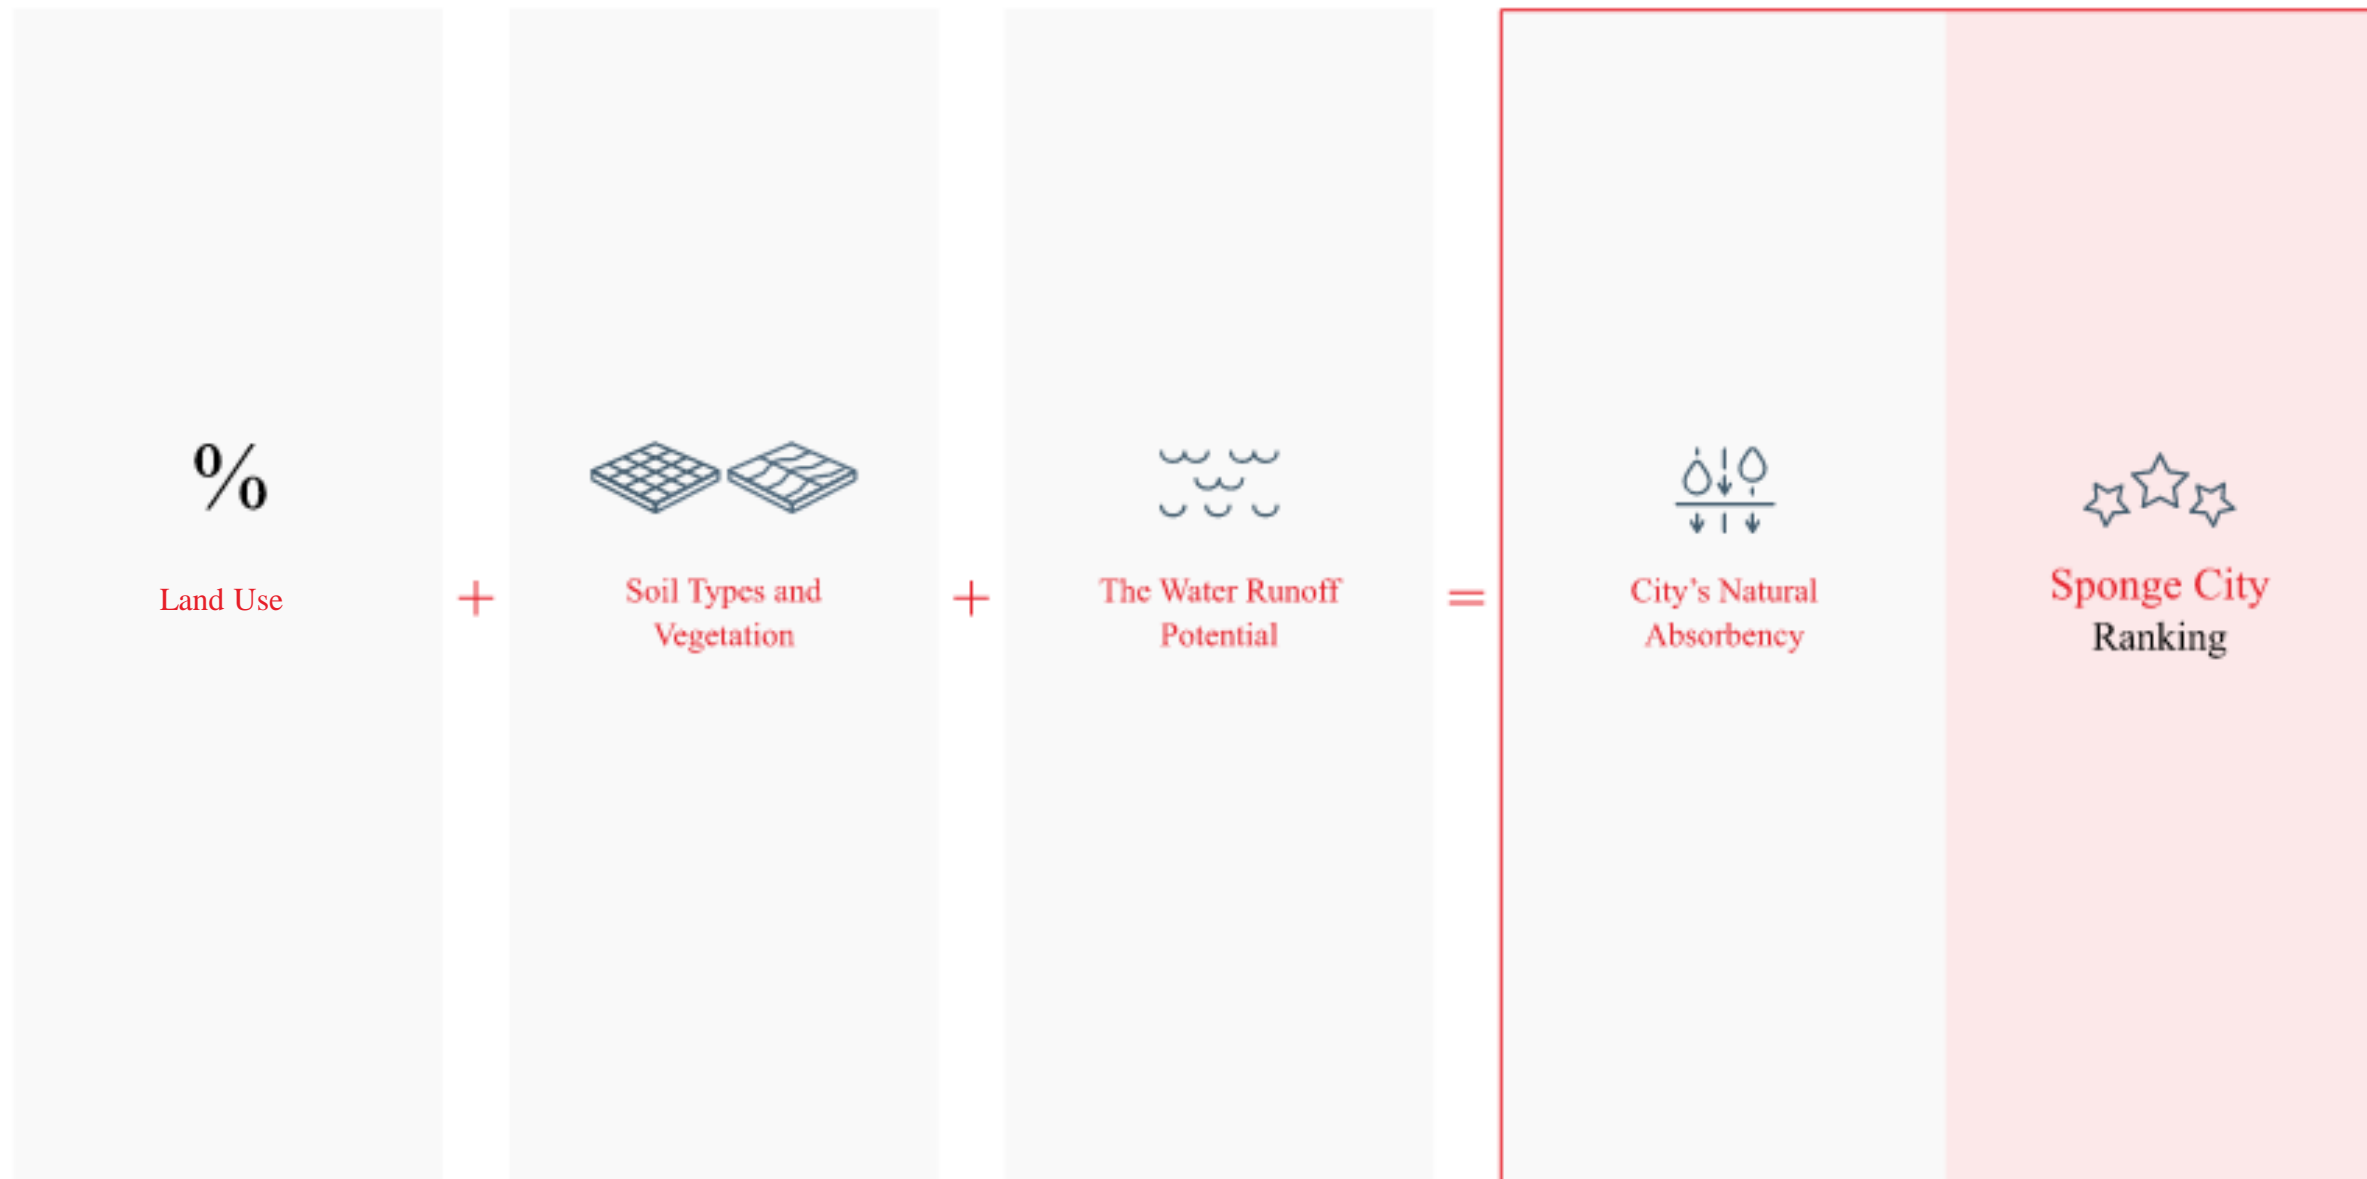 %
Land Use
+
Soil Types and
Vegetation
+
The Water Runoff
Potential
=
City’s Natural
Absorbency
Sponge City
Ranking